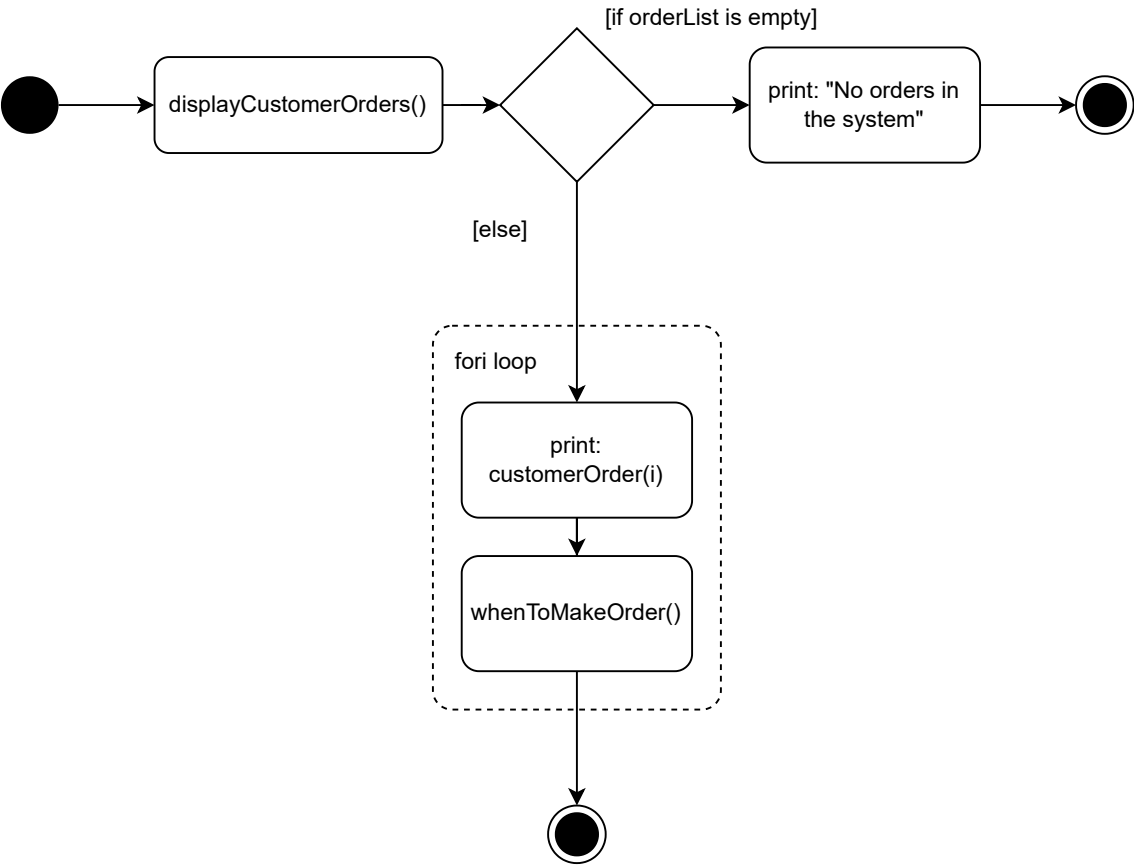 [if orderList is empty]
displayCustomerOrders()
print: "No orders in
the system"
[else]
fori loop
print:
customerOrder(i)
whenToMakeOrder()